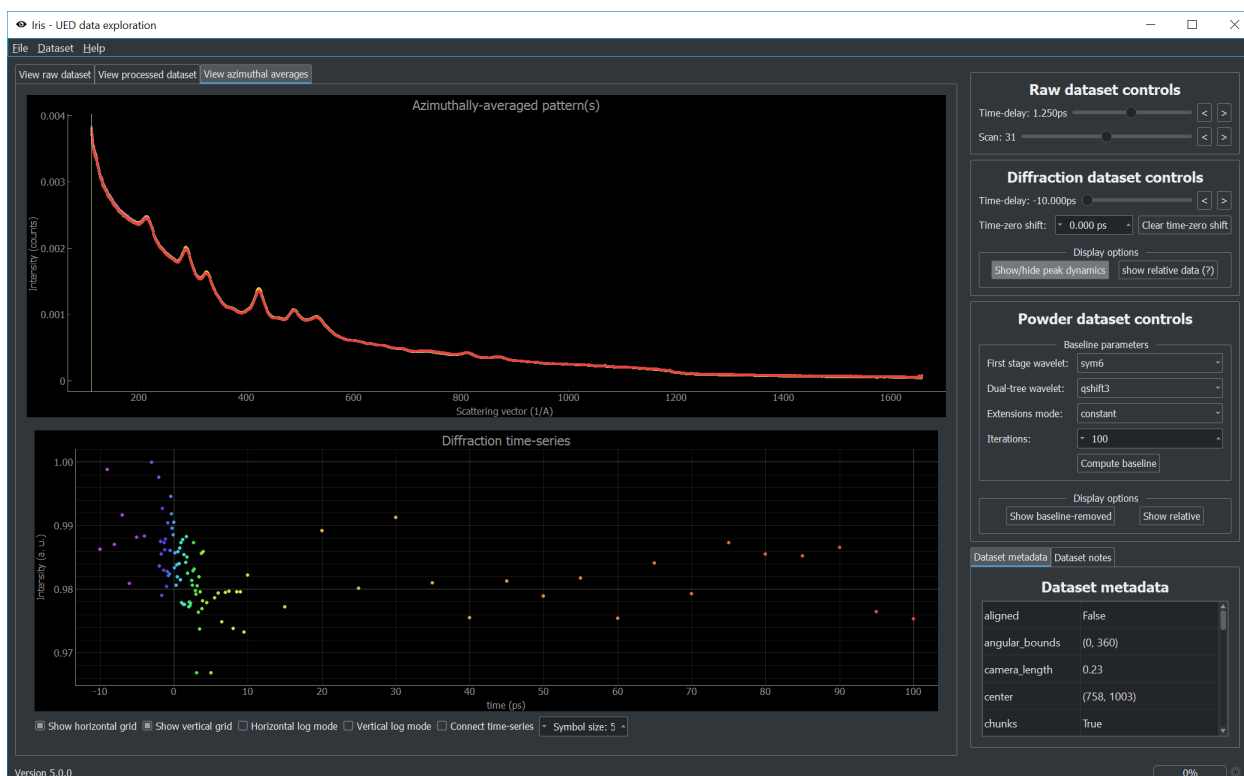 Iris - UED data exploration
File Dataset Help
View raw dataset View processed dataset View azimuthal averages
Azimuthally-averaged pattern(s)
Intensity (counts)
0.004
0.003
0.002
0.001
0
200 400 600 800 1000 1200 1400 1600
Scattering vector (1/A)
Diffraction time-series
Intensity (a. u.)
1.00
0.99
0.98
0.97
-10 0 10 20 30 40 50 60 70 80 90 100
time (ps)
Show horizontal grid Show vertical grid Horizontal log mode Vertical log mode Connect time-series Symbol size: 5
Raw dataset controls
Time-delay: 1.250ps < >
Scan: 31 < >
Diffraction dataset controls
Time-delay: -10.000ps < >
Time-zero shift: 0.000 ps Clear time-zero shift
Display options
Show/hide peak dynamics show relative data (?)
Powder dataset controls
Baseline parameters
First stage wavelet: sym6
Dual-tree wavelet: qshift3
Extensions mode: constant
Iterations: 100
Compute baseline
Display options
Show baseline-removed Show relative
Dataset metadata Dataset notes
Dataset metadata
aligned False
angular_bounds (0, 360)
camera_length 0.23
center (758, 1003)
chunks True
Version 5.0.0 0%